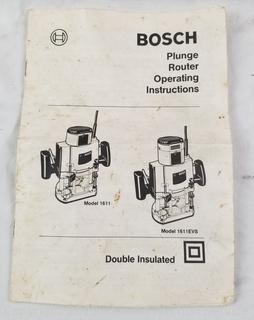 BOSCH
Plunge
Router
Operating
Instructions
Model 1611
Model 1611EVS
Double Insulated